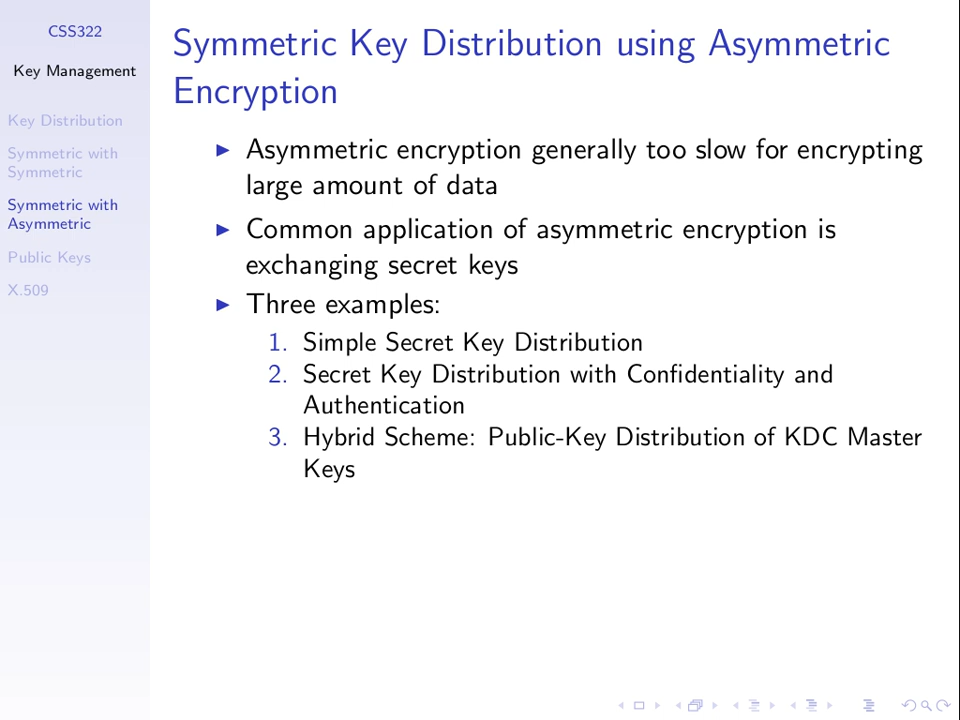 CSS322
Key Management
Key Distribution
Symmetric with
Symmetric
Symmetric with
Asymmetric
Public Keys
X.509
Symmetric Key Distribution using Asymmetric
Encryption
Asymmetric encryption generally too slow for encrypting
large amount of data
Common application of asymmetric encryption is
exchanging secret keys
Three examples:
1. Simple Secret Key Distribution
2. Secret Key Distribution with Confidentiality and
Authentication
3. Hybrid Scheme: Public-Key Distribution of KDC Master
Keys